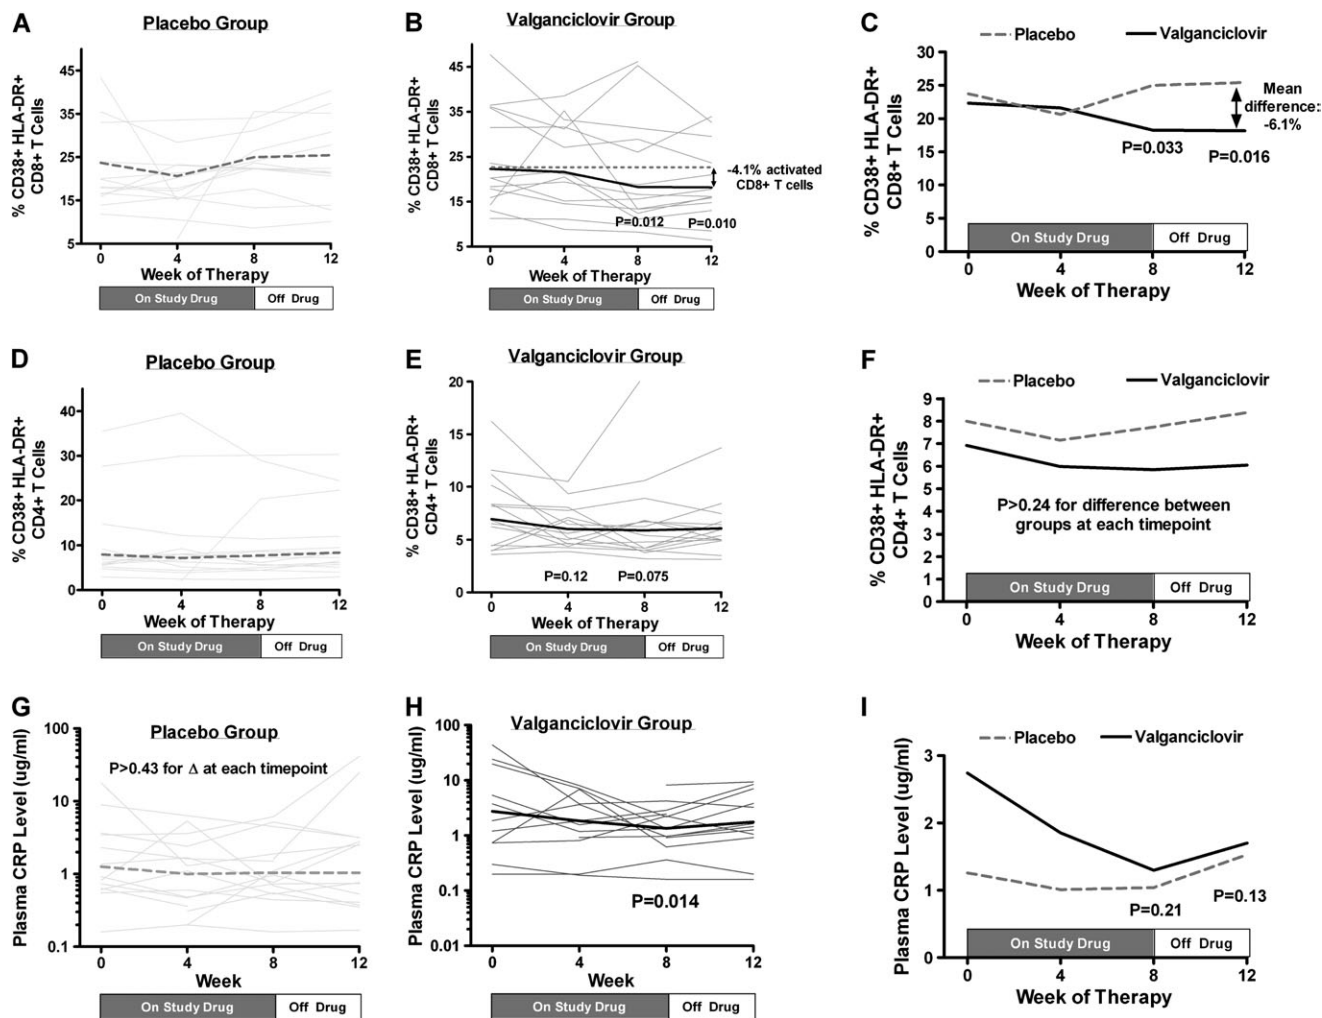 A
Placebo Group
% CD38+ HLA-DR+
CD8+ T Cells
45
35
25
15
5
0
4
8
12
Week of Therapy
On Study Drug
Off Drug
B
Valganciclovir Group
% CD38+ HLA-DR+
CD8+ T Cells
45
35
25
15
5
-4.1% activated
CD8+ T cells
P=0.012
P=0.010
0
4
8
12
Week of Therapy
On Study Drug
Off Drug
C
Placebo
Valganciclovir
% CD38+ HLA-DR+
CD8+ T Cells
30
25
20
15
10
5
0
Mean
difference:
-6.1%
P=0.033
P=0.016
On Study Drug
Off Drug
0
4
8
12
Week of Therapy
D
Placebo Group
% CD38+ HLA-DR+
CD4+ T Cells
40
30
20
10
0
0
4
8
12
Week of Therapy
On Study Drug
Off Drug
E
Valganciclovir Group
% CD38+ HLA-DR+
CD4+ T Cells
20
15
10
5
0
P=0.12
P=0.075
0
4
8
12
Week of Therapy
On Study Drug
Off Drug
F
Placebo
Valganciclovir
% CD38+ HLA-DR+
CD4+ T Cells
9
8
7
6
5
4
3
2
1
0
P>0.24 for difference between
groups at each timepoint
On Study Drug
Off Drug
0
4
8
12
Week of Therapy
G
Placebo Group
Plasma CRP Level (ug/ml)
100
10
1
0.1
P>0.43 for Δ at each timepoint
0
4
8
12
Week
On Study Drug
Off Drug
H
Valganciclovir Group
Plasma CRP Level (ug/ml)
100
10
1
0.1
0.01
P=0.014
0
4
8
12
Week
On Study Drug
Off Drug
I
Placebo
Valganciclovir
Plasma CRP Level (ug/ml)
3
2
1
0
P=0.21
P=0.13
On Study Drug
Off Drug
0
4
8
12
Week of Therapy